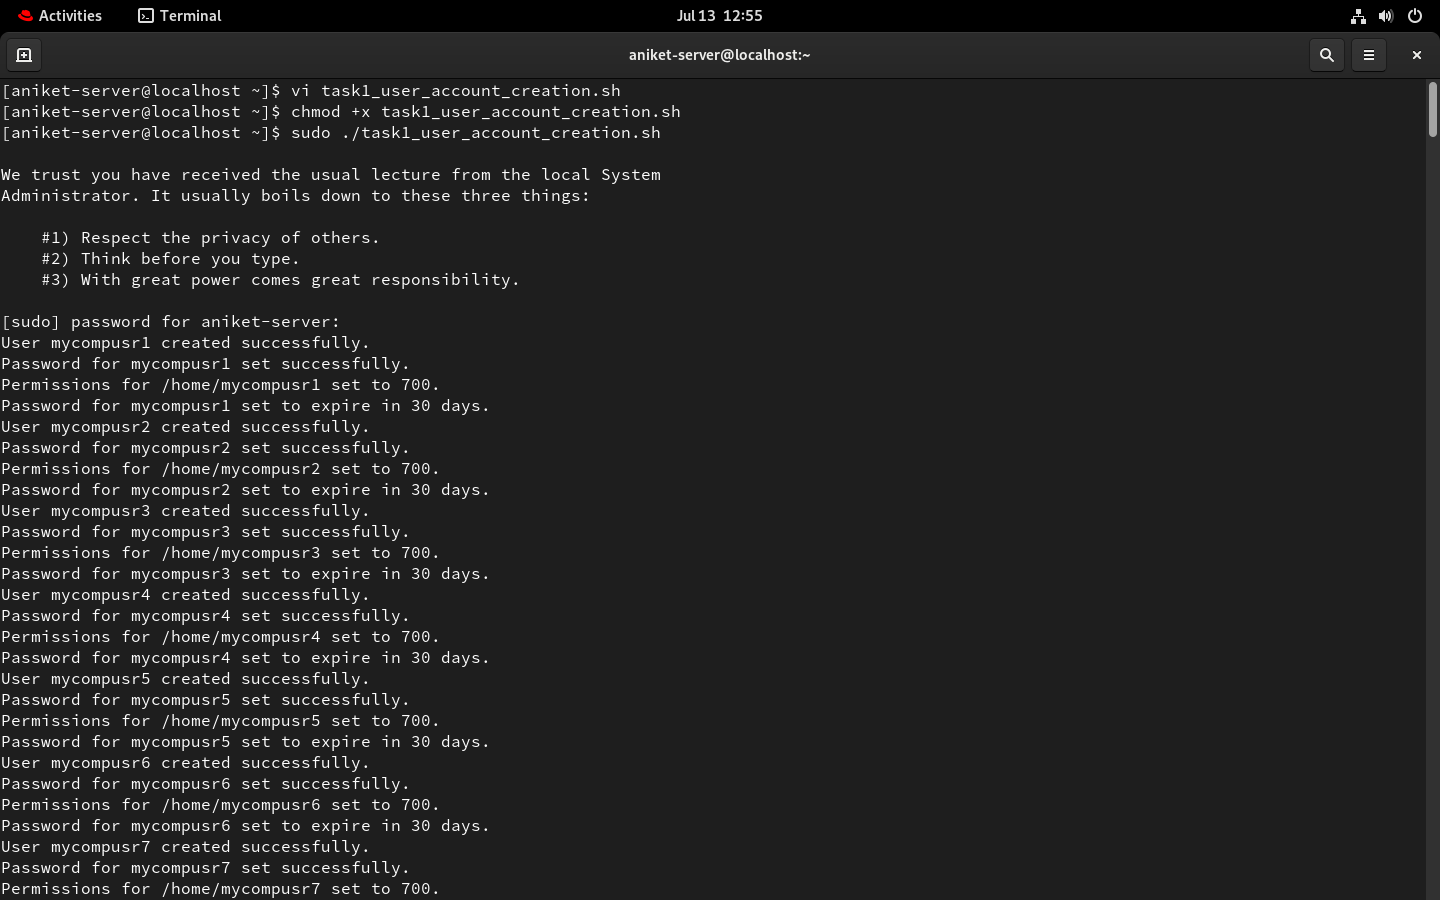 Activities Terminal Jul 13 12:55
aniket-server@localhost:~
[aniket-server@localhost ~]$ vi task1_user_account_creation.sh
[aniket-server@localhost ~]$ chmod +x task1_user_account_creation.sh
[aniket-server@localhost ~]$ sudo ./task1_user_account_creation.sh
We trust you have received the usual lecture from the local System
Administrator. It usually boils down to these three things:
#1) Respect the privacy of others.
#2) Think before you type.
#3) With great power comes great responsibility.
[sudo] password for aniket-server:
User mycompusr1 created successfully.
Password for mycompusr1 set successfully.
Permissions for /home/mycompusr1 set to 700.
Password for mycompusr1 set to expire in 30 days.
User mycompusr2 created successfully.
Password for mycompusr2 set successfully.
Permissions for /home/mycompusr2 set to 700.
Password for mycompusr2 set to expire in 30 days.
User mycompusr3 created successfully.
Password for mycompusr3 set successfully.
Permissions for /home/mycompusr3 set to 700.
Password for mycompusr3 set to expire in 30 days.
User mycompusr4 created successfully.
Password for mycompusr4 set successfully.
Permissions for /home/mycompusr4 set to 700.
Password for mycompusr4 set to expire in 30 days.
User mycompusr5 created successfully.
Password for mycompusr5 set successfully.
Permissions for /home/mycompusr5 set to 700.
Password for mycompusr5 set to expire in 30 days.
User mycompusr6 created successfully.
Password for mycompusr6 set successfully.
Permissions for /home/mycompusr6 set to 700.
Password for mycompusr6 set to expire in 30 days.
User mycompusr7 created successfully.
Password for mycompusr7 set successfully.
Permissions for /home/mycompusr7 set to 700.